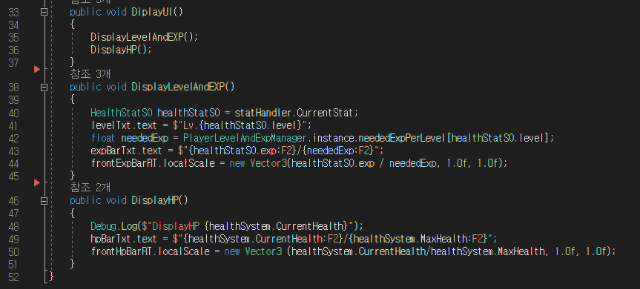 33 public void DiplayUI()
34 {
35 DisplayLevelAndEXP();
36 DisplayHP();
37 }
참조 3개
38 public void DisplayLevelAndEXP()
39 {
40 HealthStatSO healthStatSO = statHandler.CurrentStat;
41 levelTxt.text = $"Lv.{healthStatSO.level}";
42 float neededExp = PlayerLevelAndExpManager.instance.neededExpPerLevel[healthStatSO.level];
43 expBarTxt.text = $"{healthStatSO.exp:F2}/{neededExp:F2}";
44 frontExpBarRT.localScale = new Vector3(healthStatSO.exp / neededExp, 1.0f, 1.0f);
45 }
참조 2개
46 public void DisplayHP()
47 {
48 Debug.Log($"DisplayHP {healthSystem.CurrentHealth}");
49 hpBarTxt.text = $"{healthSystem.CurrentHealth:F2}/{healthSystem.MaxHealth:F2}";
50 frontHpBarRT.localScale = new Vector3 (healthSystem.CurrentHealth/healthSystem.MaxHealth, 1.0f, 1.0f);
51 }
52 }